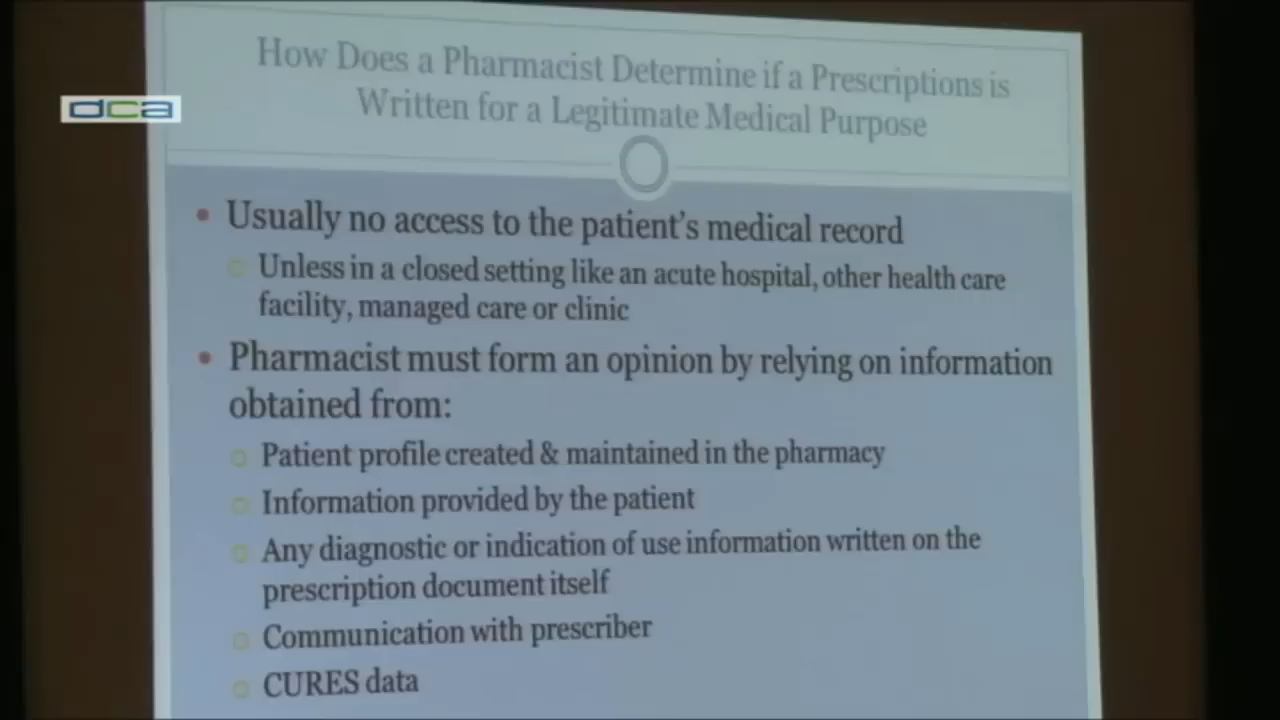 How Does a Pharmacist Determine if a Prescriptions is
Written for a Legitimate Medical Purpose
dca
• Usually no access to the patient's medical record
Unless in a closed setting like an acute hospital, other health care
facility, managed care or clinic
• Pharmacist must form an opinion by relying on information
obtained from:
Patient profile created & maintained in the pharmacy
Information provided by the patient
Any diagnostic or indication of use information written on the
prescription document itself
Communication with prescriber
CURES data